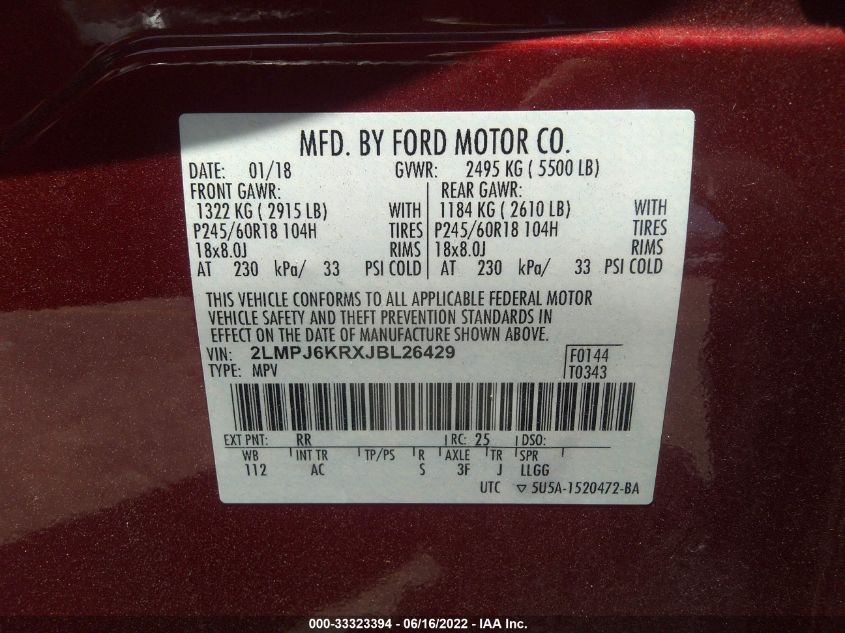 MFD. BY FORD MOTOR CO.
DATE: 01/18 GVWR: 2495 KG ( 5500 LB)
FRONT GAWR: REAR GAWR:
1322 KG ( 2915 LB) WITH 1184 KG ( 2610 LB) WITH
P245/60R18 104H TIRES P245/60R18 104H TIRES
18x8.0J RIMS 18x8.0J RIMS
AT 230 kPa/ 33 PSI COLD AT 230 kPa/ 33 PSI COLD
THIS VEHICLE CONFORMS TO ALL APPLICABLE FEDERAL MOTOR
VEHICLE SAFETY AND THEFT PREVENTION STANDARDS IN
EFFECT ON THE DATE OF MANUFACTURE SHOWN ABOVE.
VIN: 2LMPJ6KRXJBL26429 F0144
TYPE: MPV T0343
EXT PNT: RR RC: 25 DSO:
WB INT TR TP/PS R AXLE TR SPR
112 AC S 3F J LLGG
UTC ▽ 5U5A-1520472-BA
000-33323394 - 06/16/2022 - IAA Inc.